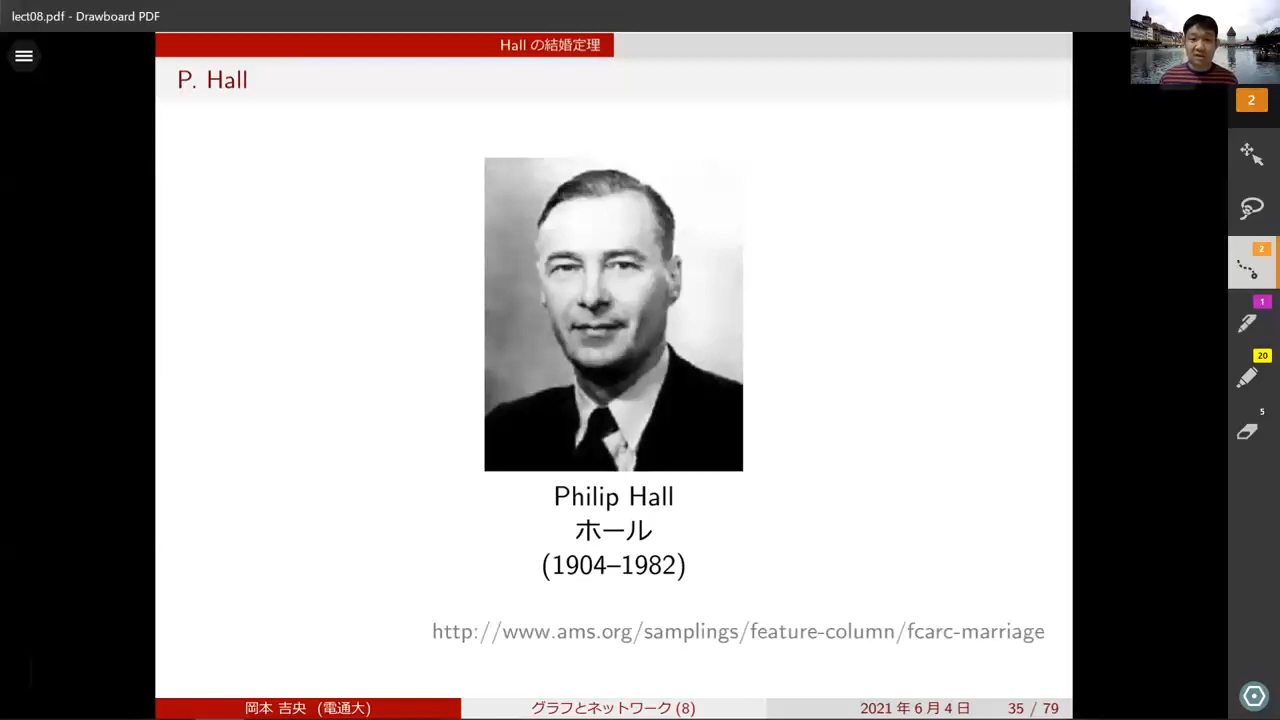 lect08.pdf - Drawboard PDF
Hall の結婚定理
P. Hall
2
2
1
20
5
Philip Hall
ホール
(1904–1982)
http://www.ams.org/samplings/feature-column/fcarc-marriage
岡本 吉央 (電通大)
グラフとネットワーク (8)
2021 年 6 月 4 日
35 / 79